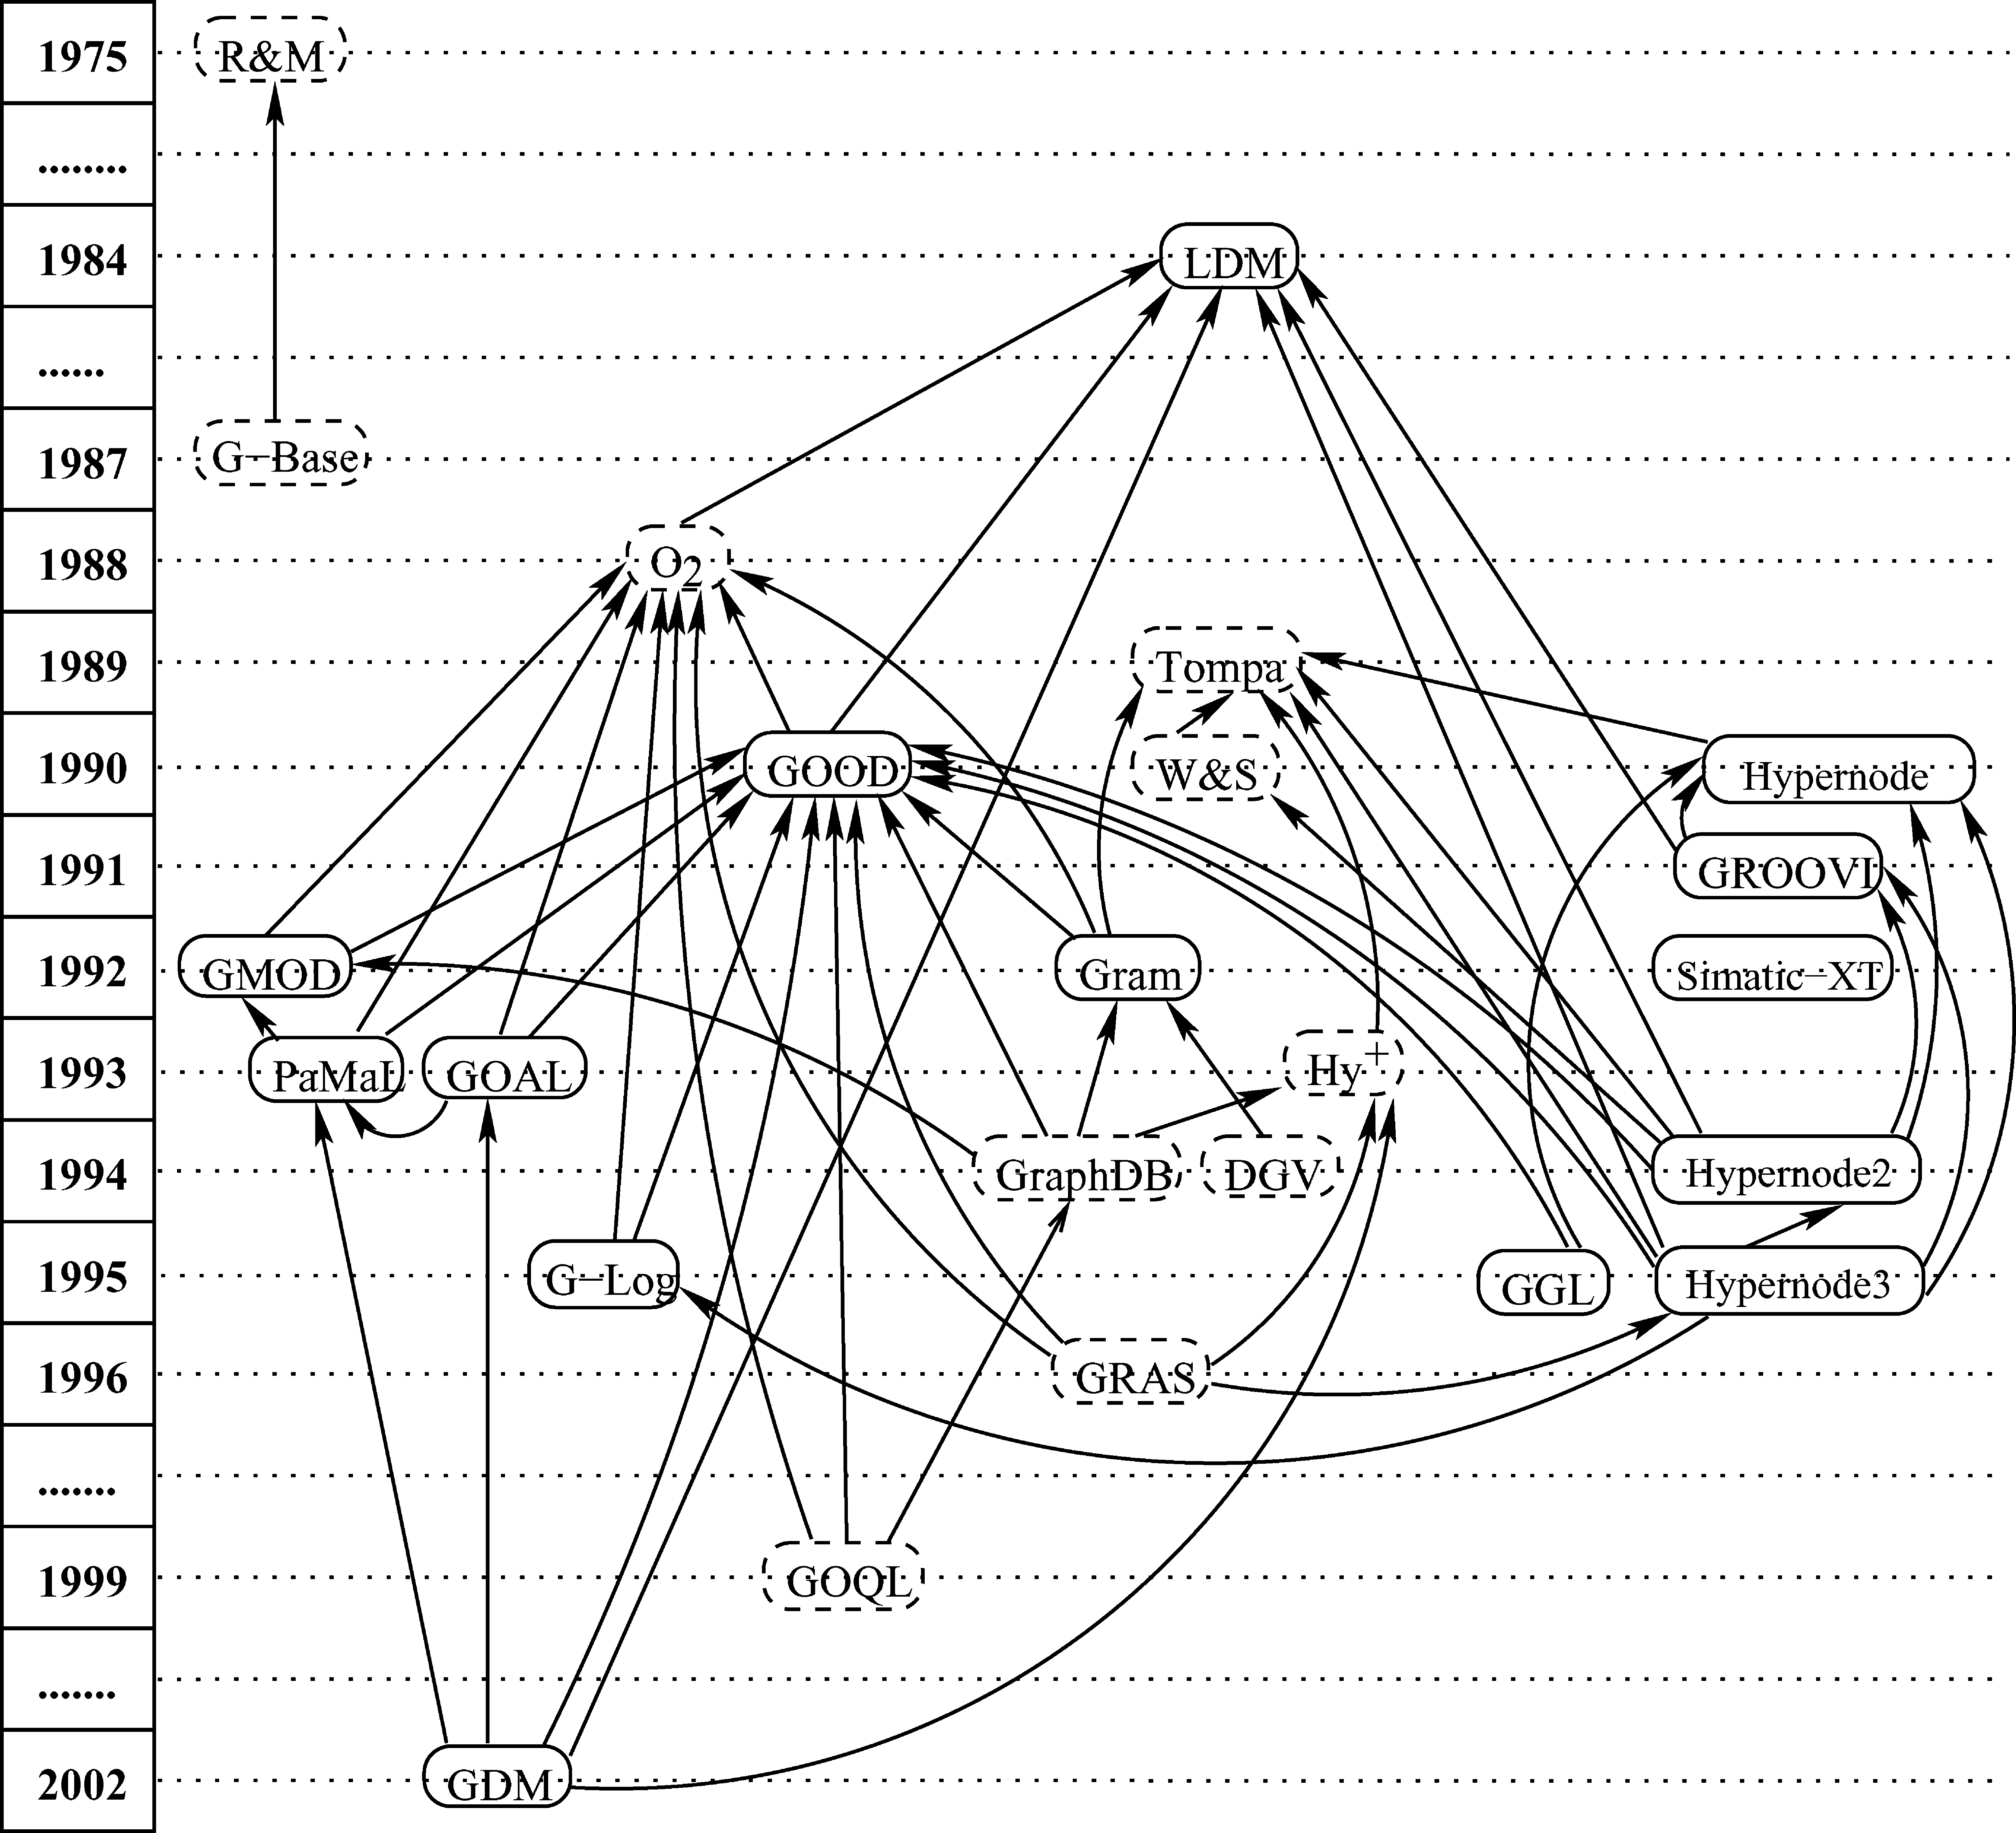 1975 R&M
........
1984 LDM
......
1987 G−Base
1988 O2
1989 Tompa
1990 GOOD W&S Hypernode
1991 GROOVI
1992 GMOD Gram Simatic−XT
1993 PaMaL GOAL Hy+
1994 GraphDB DGV Hypernode2
1995 G−Log GGL Hypernode3
1996 GRAS
.......
1999 GOQL
.......
2002 GDM